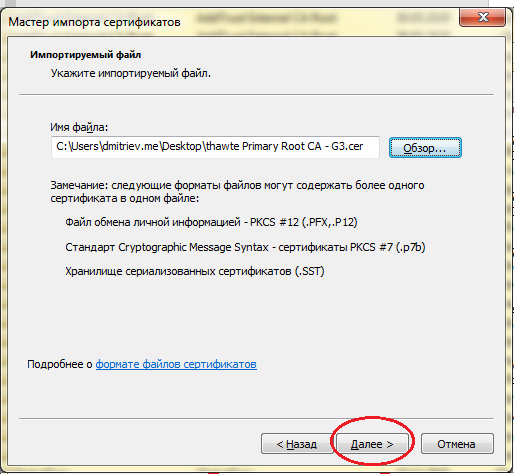 Мастер импорта сертификатов
Импортируемый файл
Укажите импортируемый файл.
Имя файла:
C:\Users\dmitriev.me\Desktop\thawte Primary Root CA - G3.cer
Обзор...
Замечание: следующие форматы файлов могут содержать более одного
сертификата в одном файле:
Файл обмена личной информацией - PKCS #12 (.PFX,.P12)
Стандарт Cryptographic Message Syntax - сертификаты PKCS #7 (.p7b)
Хранилище сериализованных сертификатов (.SST)
Подробнее о формате файлов сертификатов
< Назад
Далее >
Отмена